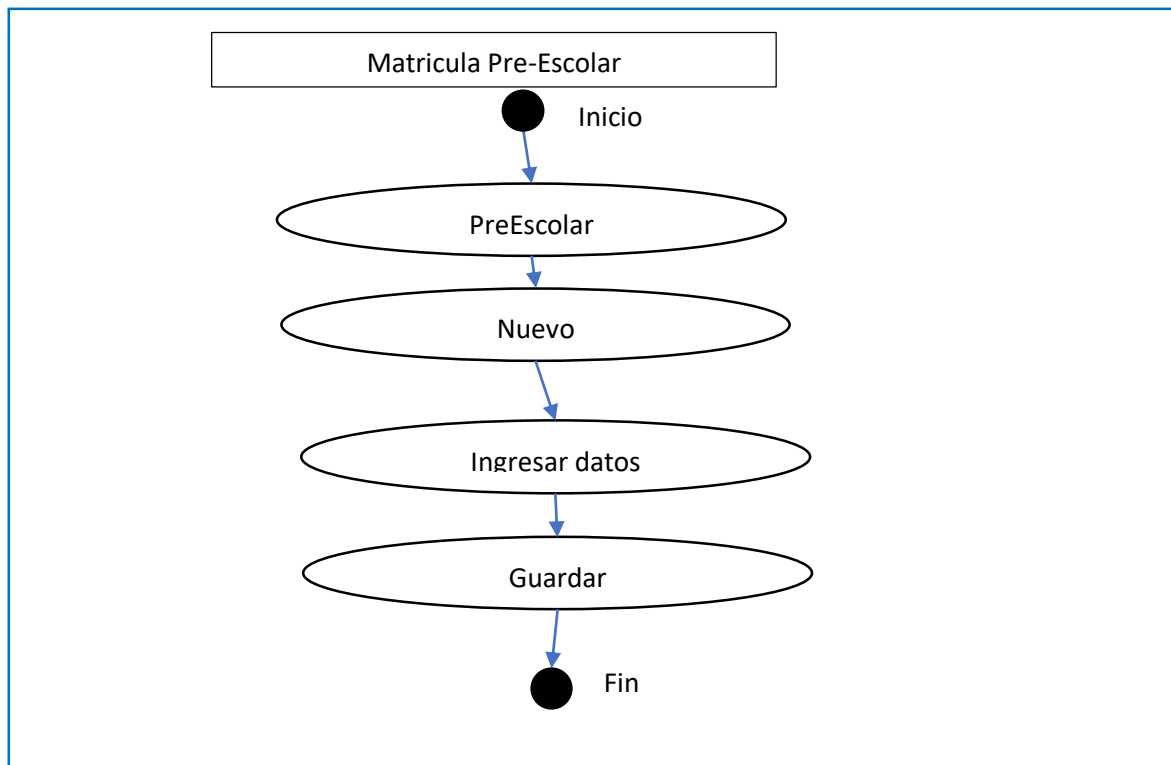 Matricula Pre-Escolar
Inicio
PreEscolar
Nuevo
Ingresar datos
Guardar
Fin